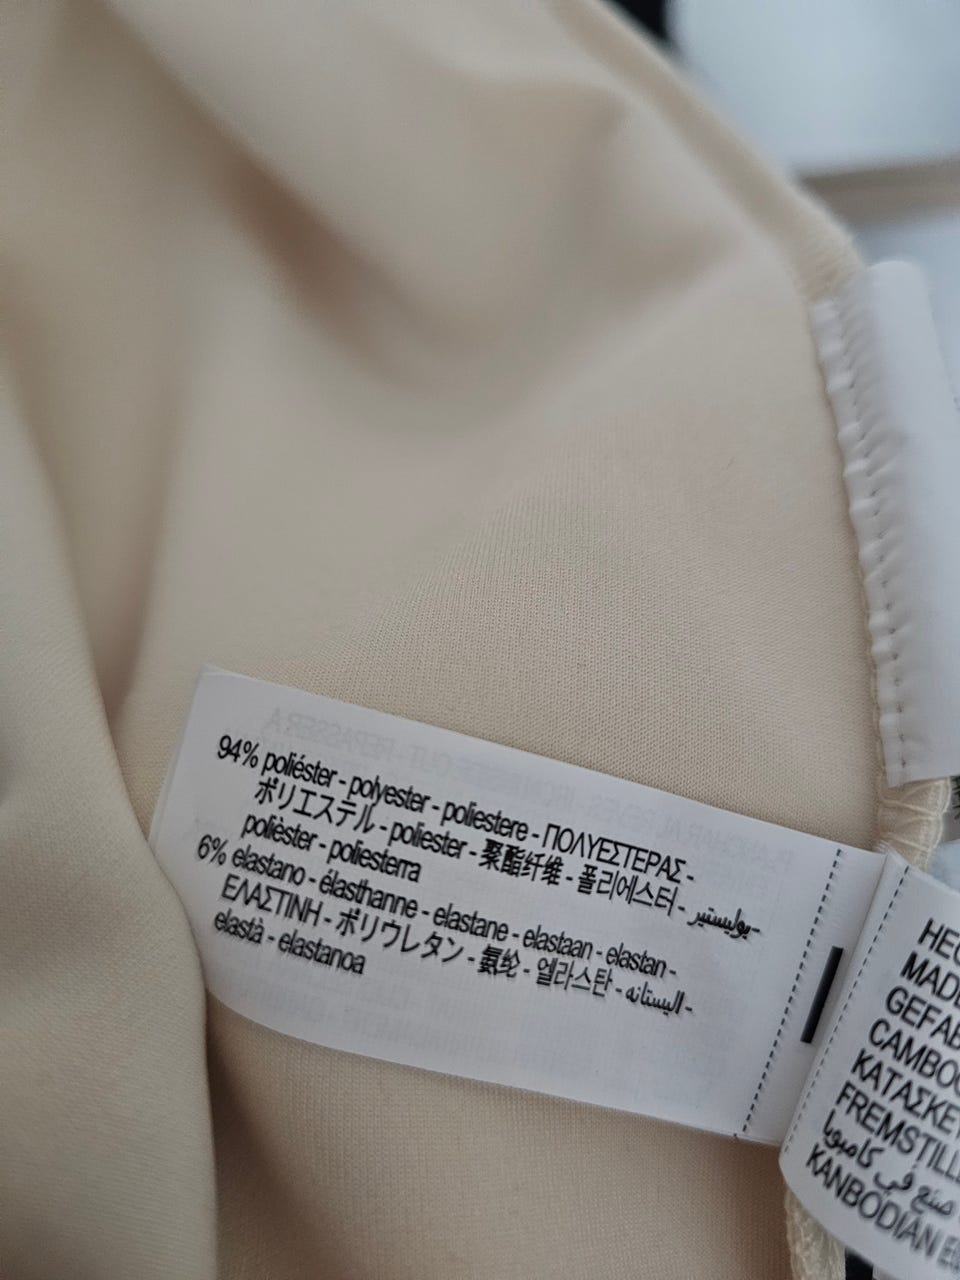 94% poliéster - polyester - poliestere - ΠΟΛΥΕΣΤΕΡΑΣ -
ポリエステル - poliester - 聚酯纤维 - 폴리에스터 - بوليستير -
polièster - poliesterra
6% elastano - élasthanne - elastane - elastaan - elastan -
ΕΛΑΣΤΙΝΗ - ポリウレタン - 氨纶 - 엘라스탄 - اليستانه -
elastà - elastanoa
HEC
MADE
GEFAB
CAMBO
ΚΑΤΑΣΚΕ
FREMSTILL
صنع في كامبوديا
KANBODIAN